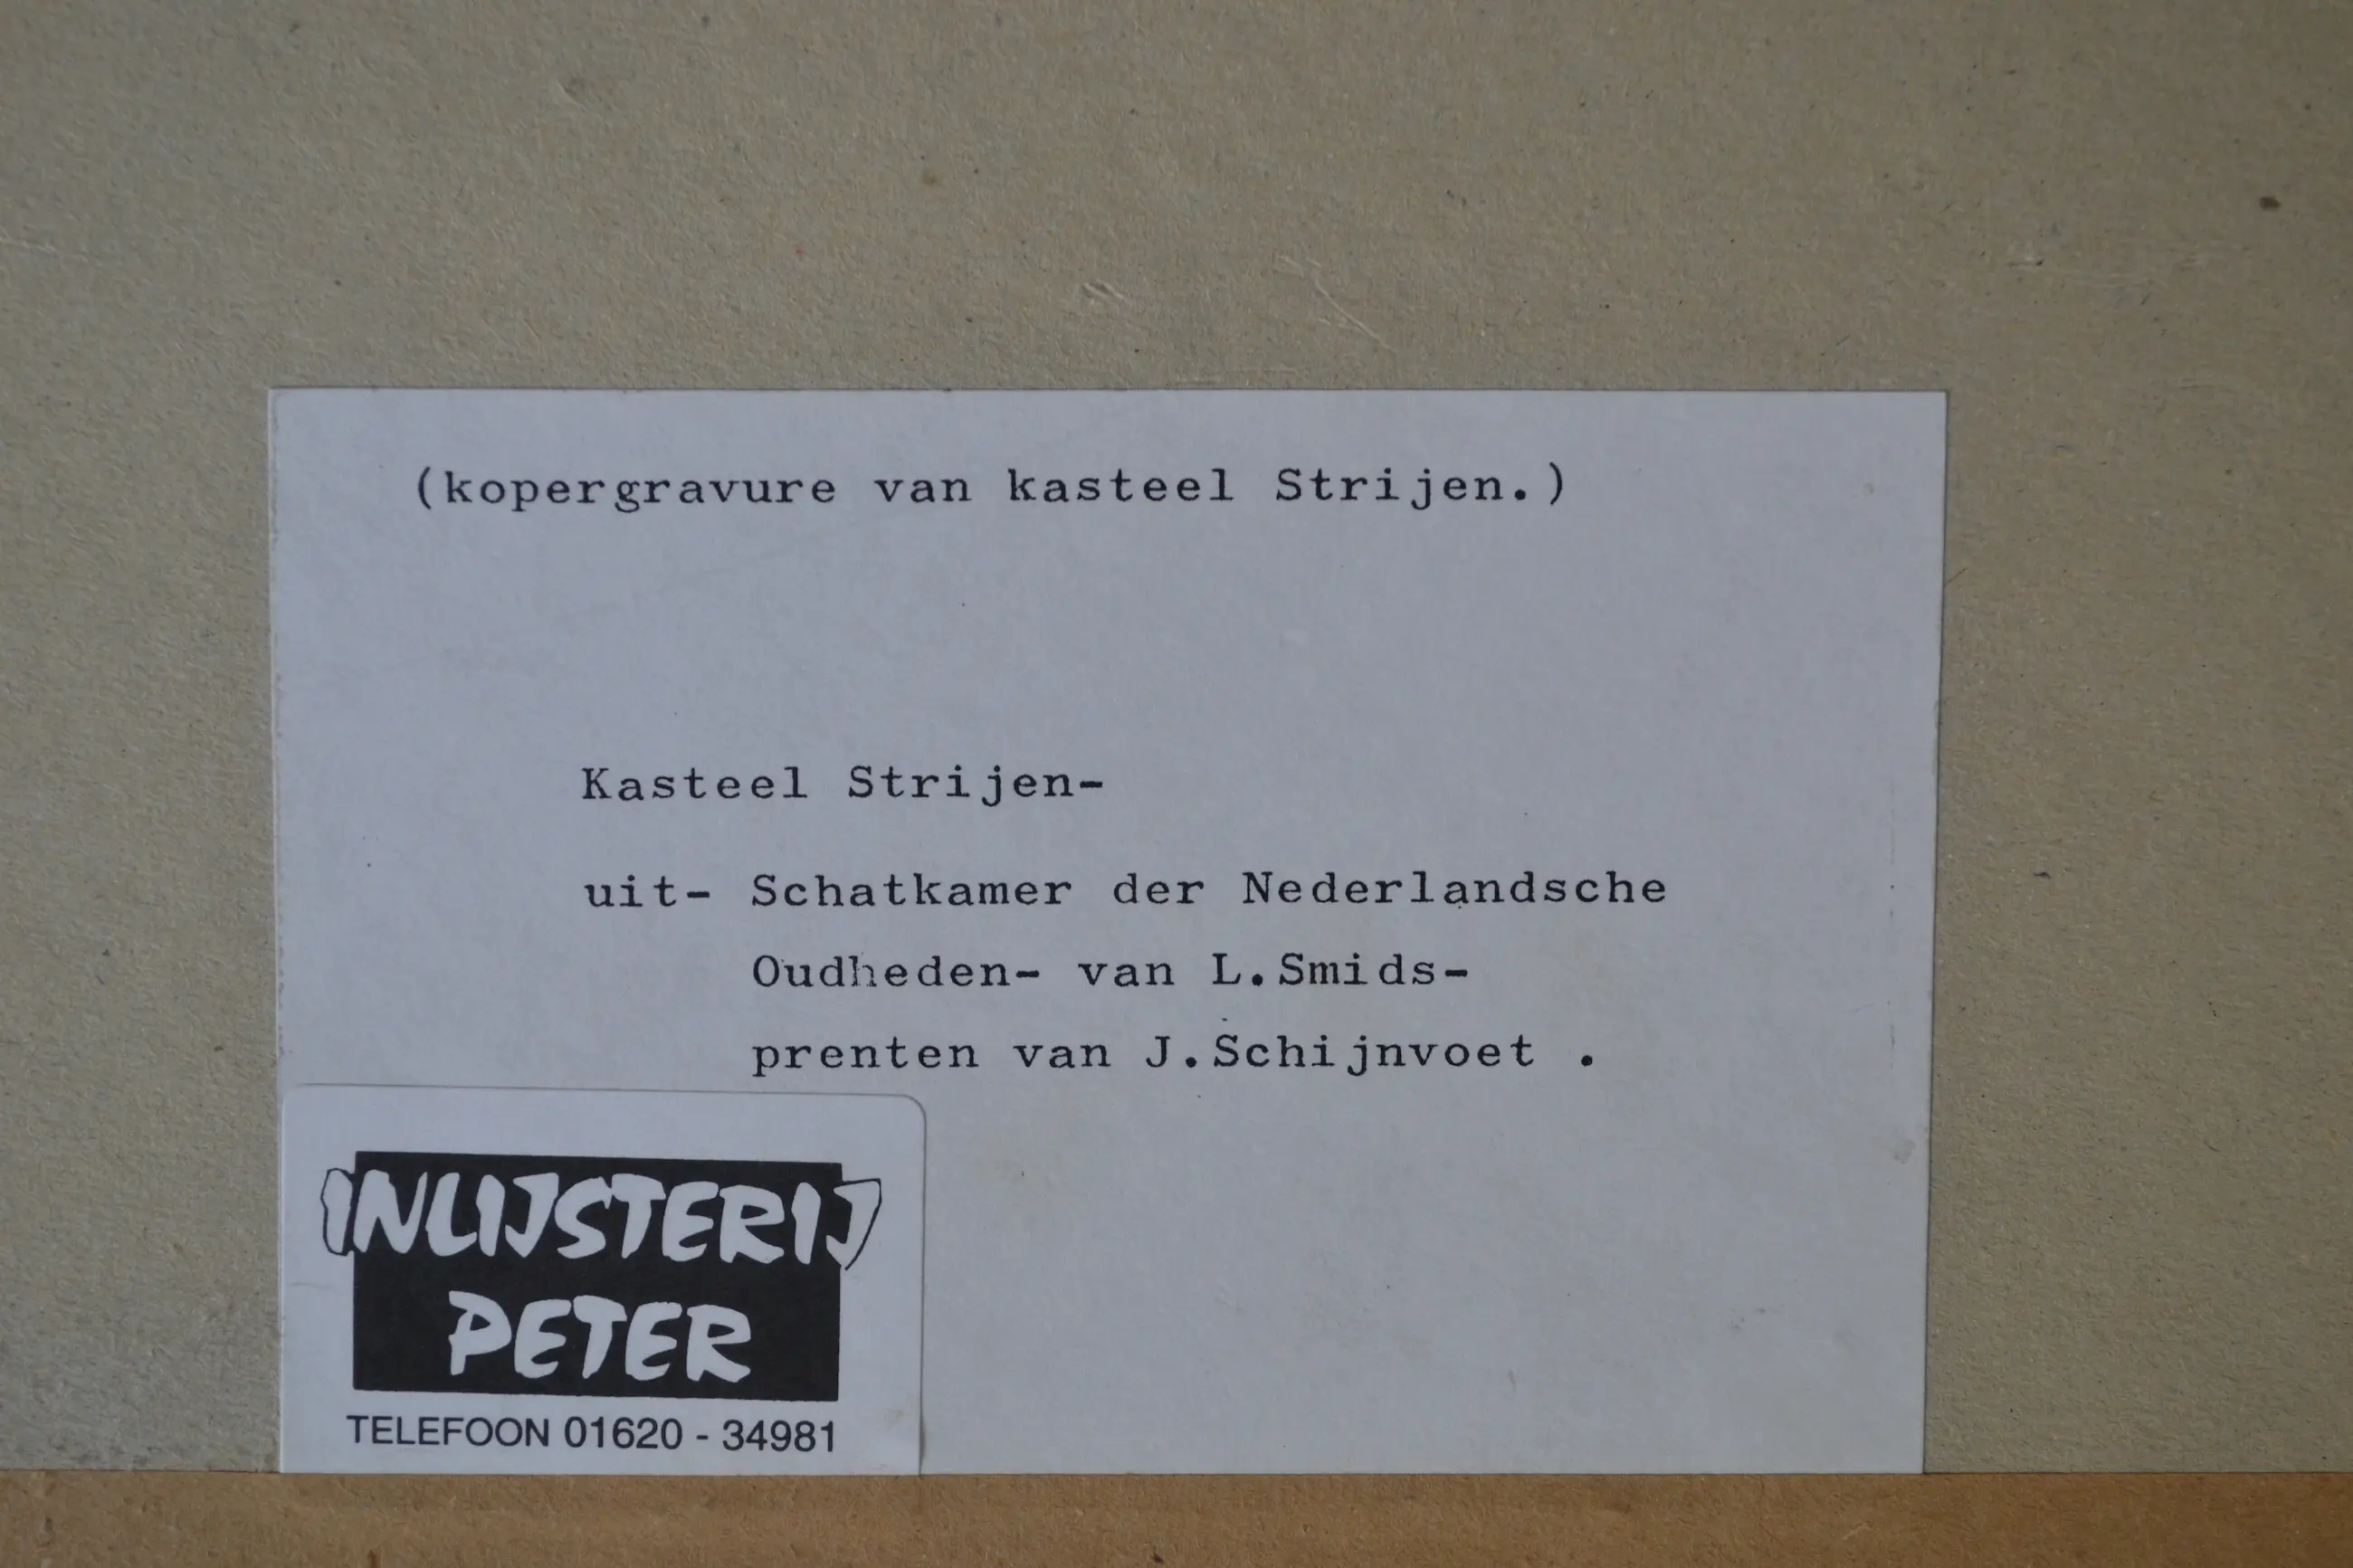 (kopergravure van kasteel Strijen.)
Kasteel Strijen-
uit- Schatkamer der Nederlandsche
Oudheden- van L.Smids-
prenten van J.Schijnvoet .
INLIJSTERIJ
PETER
TELEFOON 01620 - 34981